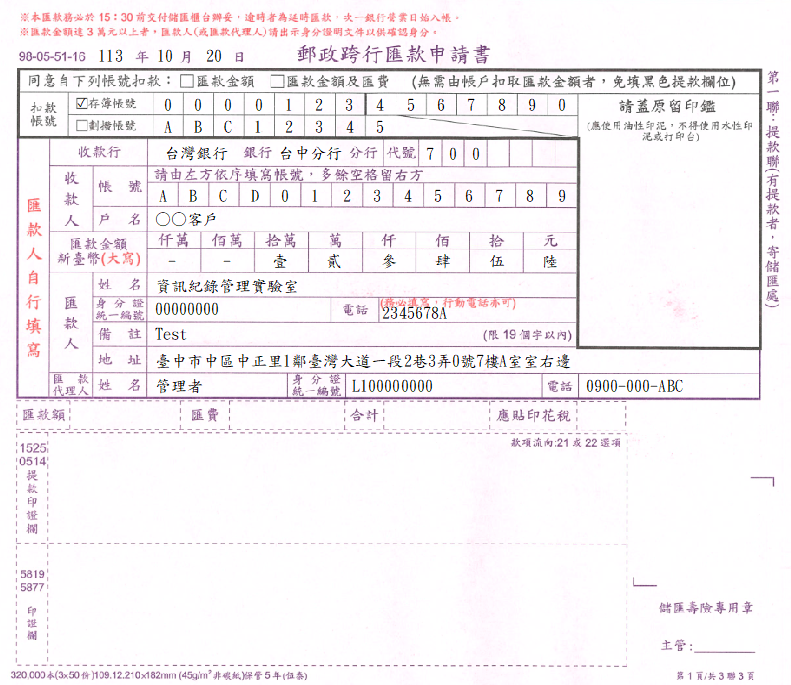 ※本匯款務必於15:30前交付儲匯櫃台辦妥，逾時者為延時匯款，次一銀行營業日始入帳。
※匯款金額達3萬元以上者，匯款人(或匯款代理人)請出示身分證明文件以供確認身分。
98-05-51-16 113 年 10 月 20 日 郵政跨行匯款申請書
同意自下列帳號扣款： □匯款金額 □匯款金額及匯費 (無需由帳戶扣取匯款金額者，免填黑色提款欄位)
扣款帳號 ☑存簿帳號 0 0 0 0 1 2 3 4 5 6 7 8 9 0
□劃撥帳號 A B C 1 2 3 4 5
請蓋原留印鑑
(應使用油性印泥，不得使用水性印泥或打印台)
第一聯：提款聯(有提款者，寄儲匯處)
匯款人自行填寫
收款行 台灣銀行 銀行 台中分行 分行 代號 7 0 0
收款人
帳號 請由左方依序填寫帳號，多餘空格留右方
A B C D 0 1 2 3 4 5 6 7 8 9
戶名 ○○客戶
匯款金額 仟萬 佰萬 拾萬 萬 仟 佰 拾 元
新臺幣(大寫) - - 壹 貳 參 肆 伍 陸
匯款人
姓名 資訊紀錄管理實驗室
身分證統一編號 00000000 電話 (務必填寫，行動電話亦可) 2345678A
備註 Test (限19個字以內)
地址 臺中市中區中正里1鄰臺灣大道一段2巷3弄0號7樓A室室右邊
匯款代理人 姓名 管理者 身分證統一編號 L100000000 電話 0900-000-ABC
匯款額 匯費 合計 應貼印花稅
款項流向:21 或 22 選項
1525
0514
提款印證欄
5819
5877
印證欄
儲匯壽險專用章
主管:
320,000本(3x50份)109.12.210x182mm (45g/m² 非碳紙)保管5年(恆泰)
第1頁/共3聯3頁